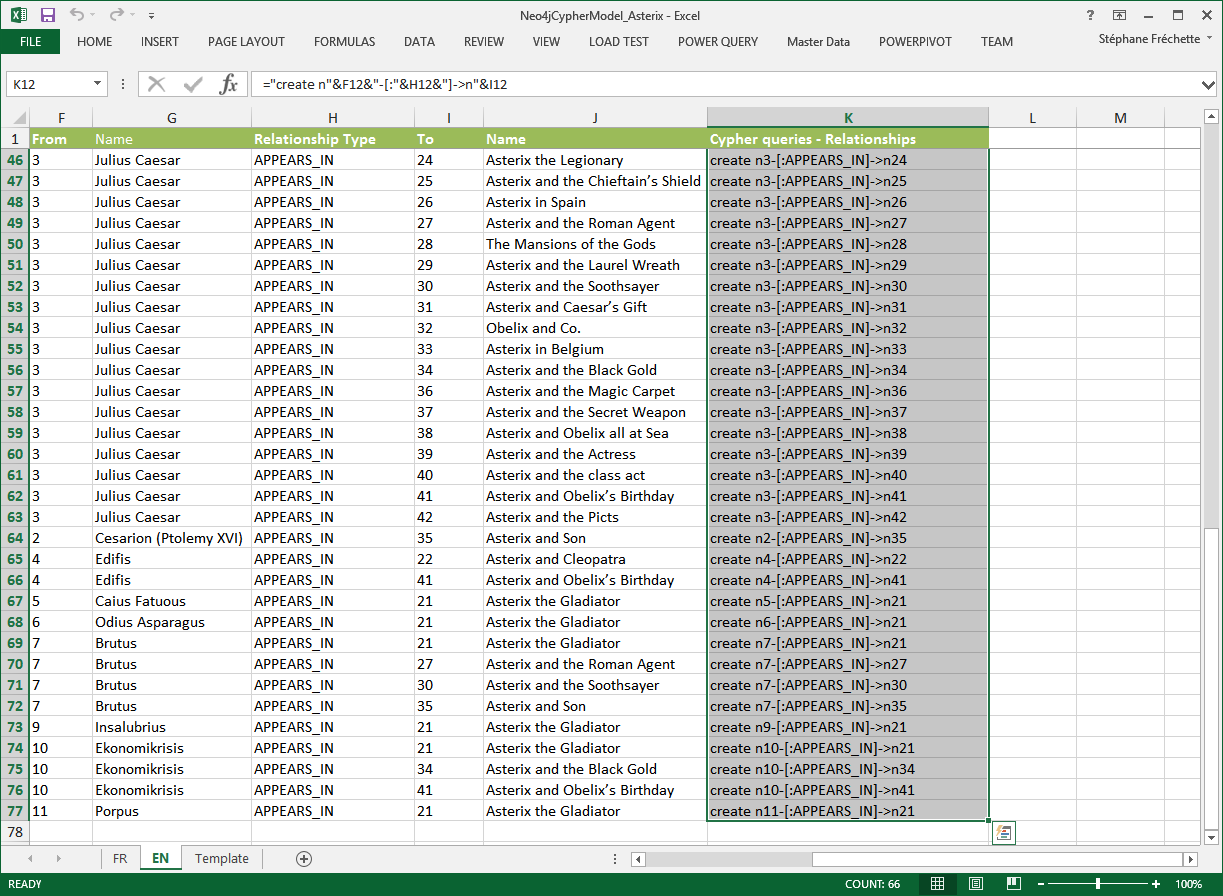 Neo4jCypherModel_Asterix - Excel
?
FILE HOME INSERT PAGE LAYOUT FORMULAS DATA REVIEW VIEW LOAD TEST POWER QUERY Master Data POWERPIVOT TEAM Stéphane Fréchette
K12 fx ="create n"&F12&"-[:"&H12&"]->n"&I12
F G H I J K L M
1 From Name Relationship Type To Name Cypher queries - Relationships
46 3 Julius Caesar APPEARS_IN 24 Asterix the Legionary create n3-[:APPEARS_IN]->n24
47 3 Julius Caesar APPEARS_IN 25 Asterix and the Chieftain’s Shield create n3-[:APPEARS_IN]->n25
48 3 Julius Caesar APPEARS_IN 26 Asterix in Spain create n3-[:APPEARS_IN]->n26
49 3 Julius Caesar APPEARS_IN 27 Asterix and the Roman Agent create n3-[:APPEARS_IN]->n27
50 3 Julius Caesar APPEARS_IN 28 The Mansions of the Gods create n3-[:APPEARS_IN]->n28
51 3 Julius Caesar APPEARS_IN 29 Asterix and the Laurel Wreath create n3-[:APPEARS_IN]->n29
52 3 Julius Caesar APPEARS_IN 30 Asterix and the Soothsayer create n3-[:APPEARS_IN]->n30
53 3 Julius Caesar APPEARS_IN 31 Asterix and Caesar’s Gift create n3-[:APPEARS_IN]->n31
54 3 Julius Caesar APPEARS_IN 32 Obelix and Co. create n3-[:APPEARS_IN]->n32
55 3 Julius Caesar APPEARS_IN 33 Asterix in Belgium create n3-[:APPEARS_IN]->n33
56 3 Julius Caesar APPEARS_IN 34 Asterix and the Black Gold create n3-[:APPEARS_IN]->n34
57 3 Julius Caesar APPEARS_IN 36 Asterix and the Magic Carpet create n3-[:APPEARS_IN]->n36
58 3 Julius Caesar APPEARS_IN 37 Asterix and the Secret Weapon create n3-[:APPEARS_IN]->n37
59 3 Julius Caesar APPEARS_IN 38 Asterix and Obelix all at Sea create n3-[:APPEARS_IN]->n38
60 3 Julius Caesar APPEARS_IN 39 Asterix and the Actress create n3-[:APPEARS_IN]->n39
61 3 Julius Caesar APPEARS_IN 40 Asterix and the class act create n3-[:APPEARS_IN]->n40
62 3 Julius Caesar APPEARS_IN 41 Asterix and Obelix’s Birthday create n3-[:APPEARS_IN]->n41
63 3 Julius Caesar APPEARS_IN 42 Asterix and the Picts create n3-[:APPEARS_IN]->n42
64 2 Cesarion (Ptolemy XVI) APPEARS_IN 35 Asterix and Son create n2-[:APPEARS_IN]->n35
65 4 Edifis APPEARS_IN 22 Asterix and Cleopatra create n4-[:APPEARS_IN]->n22
66 4 Edifis APPEARS_IN 41 Asterix and Obelix’s Birthday create n4-[:APPEARS_IN]->n41
67 5 Caius Fatuous APPEARS_IN 21 Asterix the Gladiator create n5-[:APPEARS_IN]->n21
68 6 Odius Asparagus APPEARS_IN 21 Asterix the Gladiator create n6-[:APPEARS_IN]->n21
69 7 Brutus APPEARS_IN 21 Asterix the Gladiator create n7-[:APPEARS_IN]->n21
70 7 Brutus APPEARS_IN 27 Asterix and the Roman Agent create n7-[:APPEARS_IN]->n27
71 7 Brutus APPEARS_IN 30 Asterix and the Soothsayer create n7-[:APPEARS_IN]->n30
72 7 Brutus APPEARS_IN 35 Asterix and Son create n7-[:APPEARS_IN]->n35
73 9 Insalubrius APPEARS_IN 21 Asterix the Gladiator create n9-[:APPEARS_IN]->n21
74 10 Ekonomikrisis APPEARS_IN 21 Asterix the Gladiator create n10-[:APPEARS_IN]->n21
75 10 Ekonomikrisis APPEARS_IN 34 Asterix and the Black Gold create n10-[:APPEARS_IN]->n34
76 10 Ekonomikrisis APPEARS_IN 41 Asterix and Obelix’s Birthday create n10-[:APPEARS_IN]->n41
77 11 Porpus APPEARS_IN 21 Asterix the Gladiator create n11-[:APPEARS_IN]->n21
78
FR EN Template
READY COUNT: 66 100%